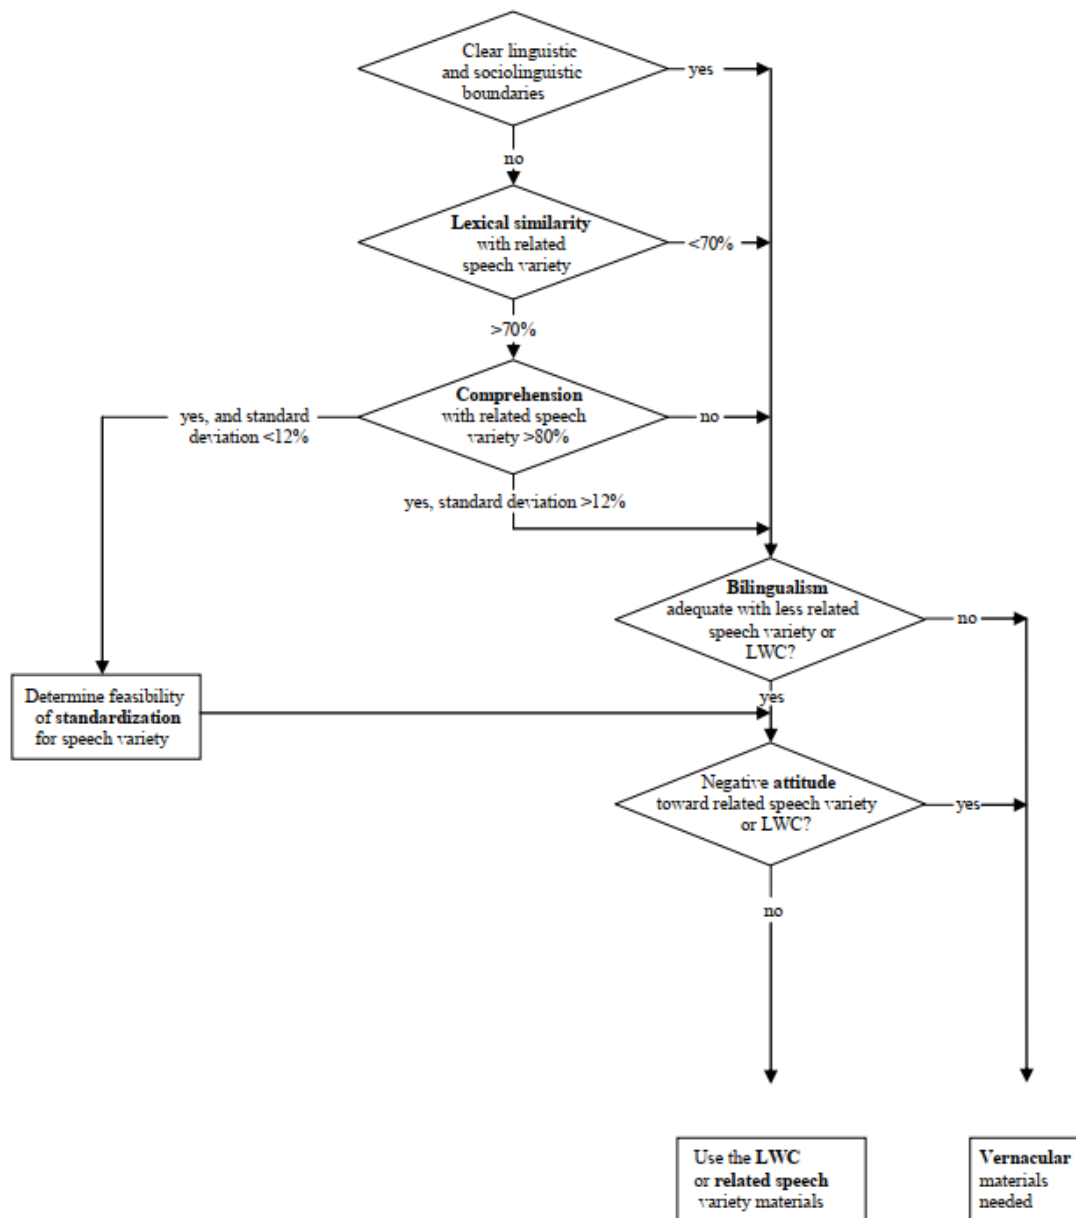 Clear linguistic
and sociolinguistic
boundaries
yes
no
Lexical similarity
with related
speech variety
<70%
>70%
Comprehension
with related speech
variety >80%
yes, and standard
deviation <12%
no
yes, standard deviation >12%
Bilingualism
adequate with less related
speech variety or
LWC?
no
yes
Determine feasibility
of standardization
for speech variety
Negative attitude
toward related speech variety
or LWC?
yes
no
Use the LWC
or related speech
variety materials
Vernacular
materials
needed